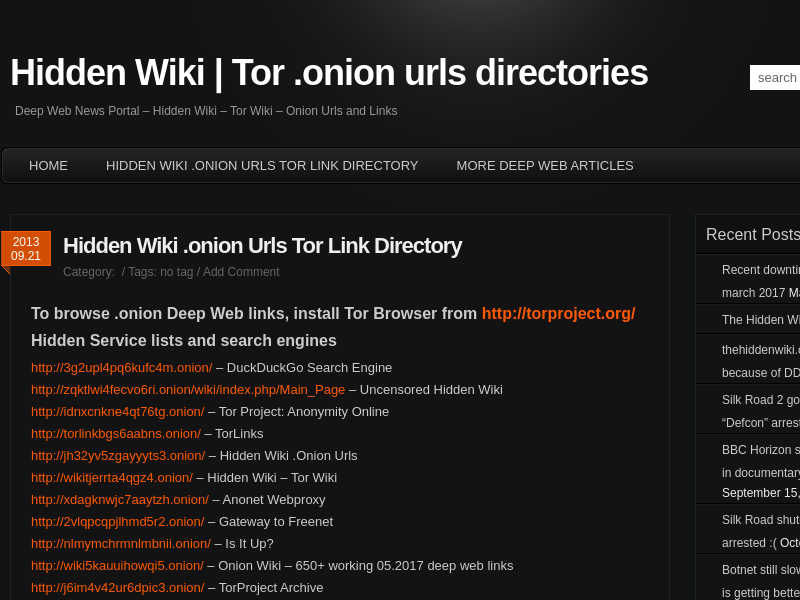 Hidden Wiki | Tor .onion urls directories
search
Deep Web News Portal – Hidden Wiki – Tor Wiki – Onion Urls and Links
HOME
HIDDEN WIKI .ONION URLS TOR LINK DIRECTORY
MORE DEEP WEB ARTICLES
2013
09.21
Hidden Wiki .onion Urls Tor Link Directory
Category: / Tags: no tag / Add Comment
To browse .onion Deep Web links, install Tor Browser from http://torproject.org/
Hidden Service lists and search engines
http://3g2upl4pq6kufc4m.onion/ – DuckDuckGo Search Engine
http://zqktlwi4fecvo6ri.onion/wiki/index.php/Main_Page – Uncensored Hidden Wiki
http://idnxcnkne4qt76tg.onion/ – Tor Project: Anonymity Online
http://torlinkbgs6aabns.onion/ – TorLinks
http://jh32yv5zgayyyts3.onion/ – Hidden Wiki .Onion Urls
http://wikitjerrta4qgz4.onion/ – Hidden Wiki – Tor Wiki
http://xdagknwjc7aaytzh.onion/ – Anonet Webproxy
http://2vlqpcqpjlhmd5r2.onion/ – Gateway to Freenet
http://nlmymchrmnlmbnii.onion/ – Is It Up?
http://wiki5kauuihowqi5.onion/ – Onion Wiki – 650+ working 05.2017 deep web links
http://j6im4v42ur6dpic3.onion/ – TorProject Archive
Recent Posts
Recent downti
march 2017 Ma
The Hidden Wi
thehiddenwiki.o
because of DD
Silk Road 2 go
“Defcon” arrest
BBC Horizon s
in documentary
September 15,
Silk Road shut
arrested :( Oct
Botnet still slow
is getting bette